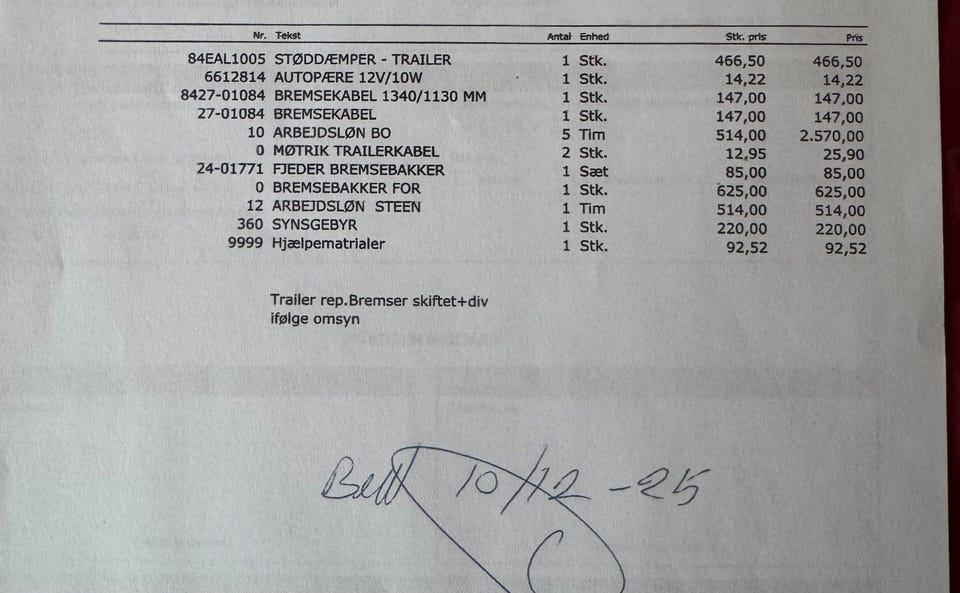 Nr. Tekst Antal Enhed Stk. pris Pris
84EAL1005 STØDDÆMPER - TRAILER 1 Stk. 466,50 466,50
6612814 AUTOPÆRE 12V/10W 1 Stk. 14,22 14,22
8427-01084 BREMSEKABEL 1340/1130 MM 1 Stk. 147,00 147,00
27-01084 BREMSEKABEL 1 Stk. 147,00 147,00
10 ARBEJDSLØN BO 5 Tim 514,00 2.570,00
0 MØTRIK TRAILERKABEL 2 Stk. 12,95 25,90
24-01771 FJEDER BREMSEBAKKER 1 Sæt 85,00 85,00
0 BREMSEBAKKER FOR 1 Stk. 625,00 625,00
12 ARBEJDSLØN STEEN 1 Tim 514,00 514,00
360 SYNSGEBYR 1 Stk. 220,00 220,00
9999 Hjælpematrialer 1 Stk. 92,52 92,52
Trailer rep.Bremser skiftet+div
ifølge omsyn
10/12-25